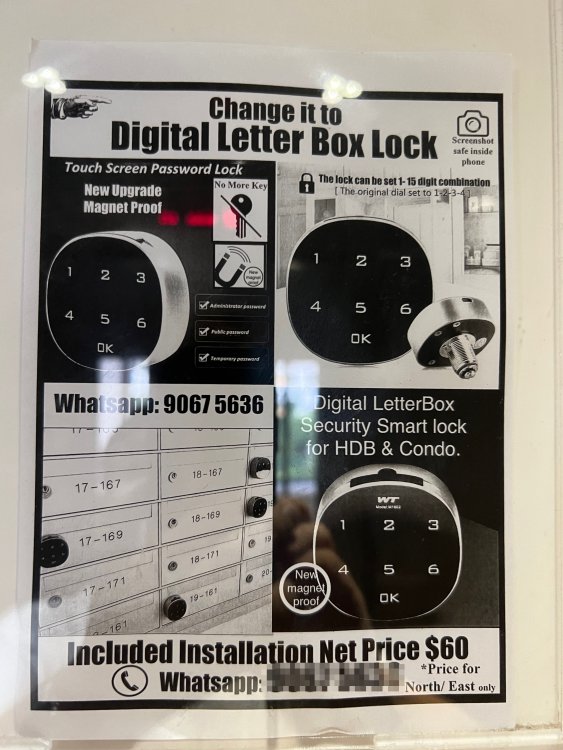 Change it to
Digital Letter Box Lock
Screenshot
safe inside
phone
Touch Screen Password Lock
New Upgrade
Magnet Proof
No More Key
New
magnet
proof
1 2 3
4 5 6
OK
Administrator password
Public password
Temporary password
The lock can be set 1- 15 digit combination
[ The original dial set to 1-2-3-4 ]
1 2 3
4 5 6
OK
Whatsapp: 9067 5636
17-167
18-167
17-169
18-169
17-171
18-171
19-161
Digital LetterBox
Security Smart lock
for HDB & Condo.
WT
1 2 3
4 5 6
OK
New
magnet
proof
Included Installation Net Price $60
Whatsapp:
*Price for
North/ East only